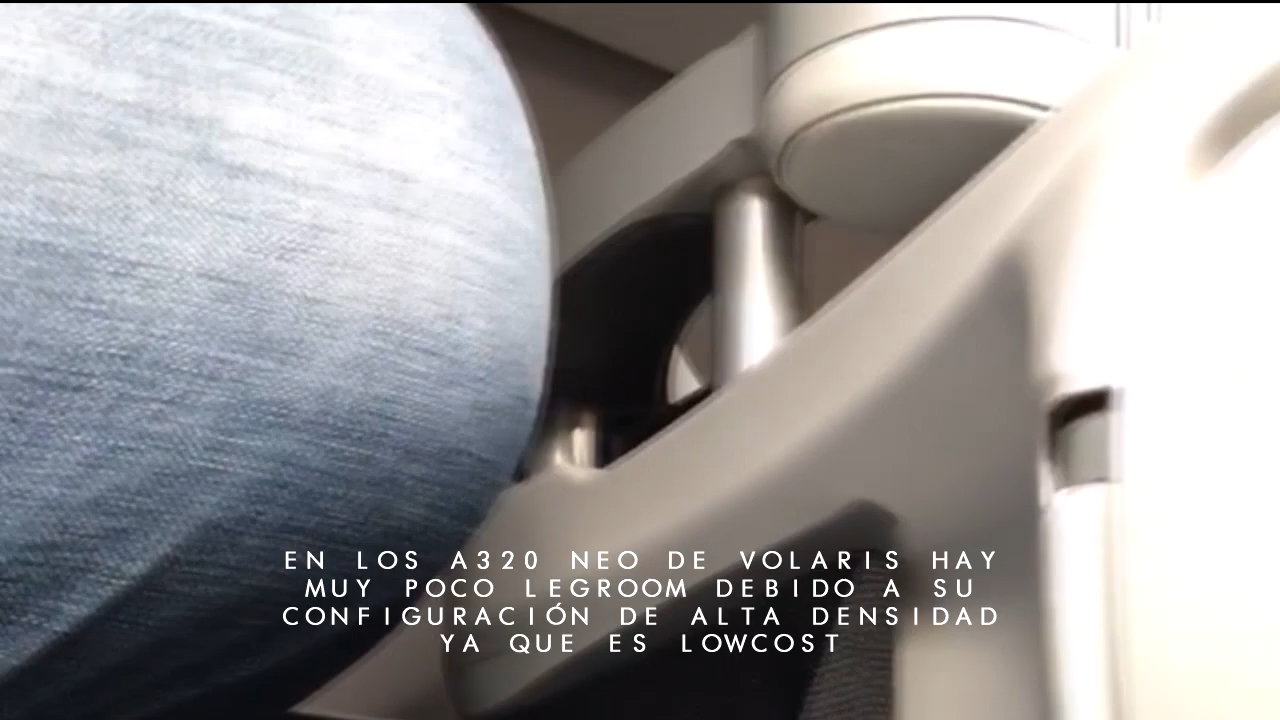 EN LOS A320 NEO DE VOLARIS HAY
MUY POCO LEGROOM DEBIDO A SU
CONFIGURACIÓN DE ALTA DENSIDAD
YA QUE ES LOWCOST